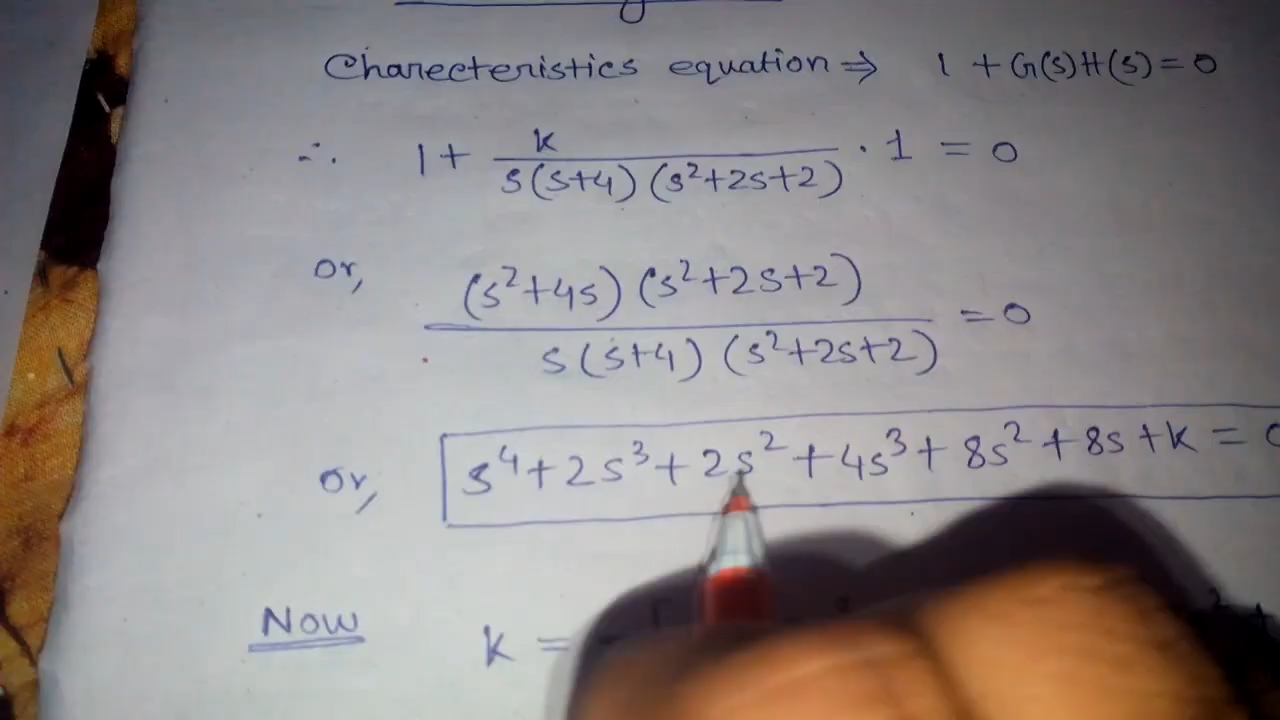 Charecteristics equation ⇒ 1 + G(s)H(s) = 0
∴ 1 + k / s(s+4)(s²+2s+2) · 1 = 0
or, (s²+4s)(s²+2s+2) / s(s+4)(s²+2s+2) = 0
or, s⁴ + 2s³ + 2s² + 4s³ + 8s² + 8s + k = 0
Now k =